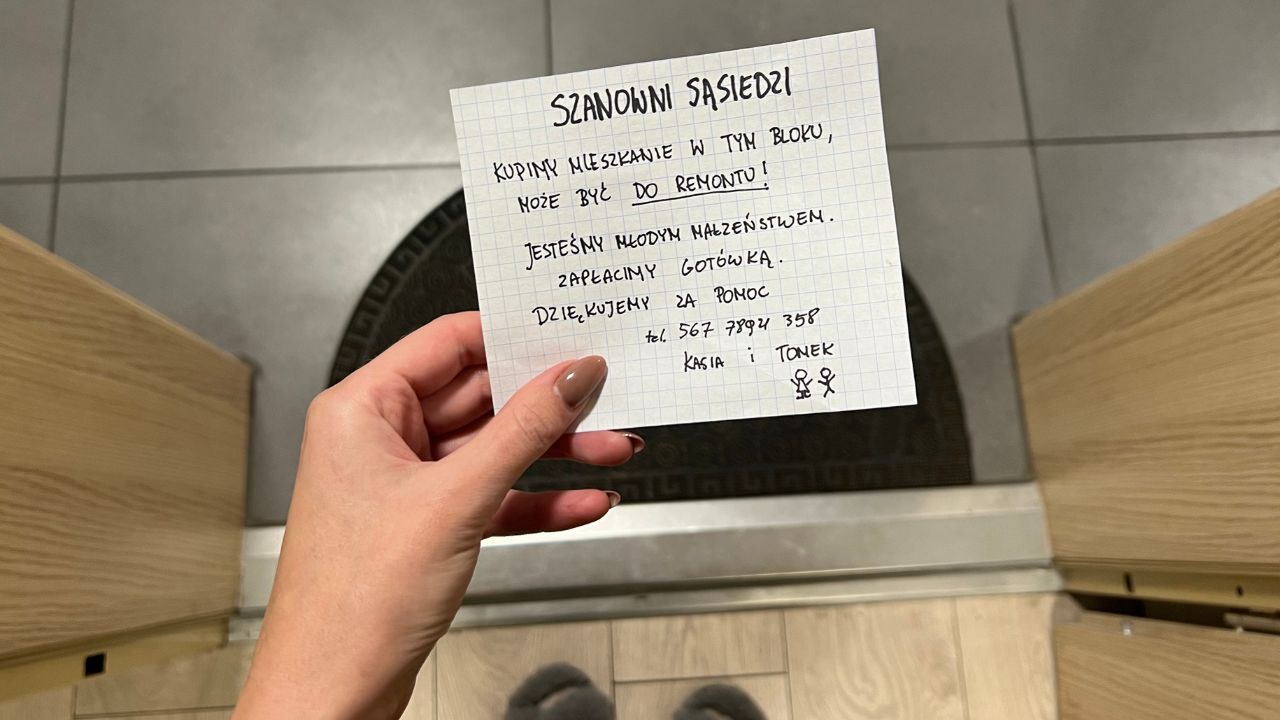 SZANOWNI SĄSIEDZI
KUPIMY MIESZKANIE W TYM BLOKU,
MOŻE BYĆ DO REMONTU!
JESTEŚMY MŁODYM MAŁŻEŃSTWEM.
ZAPŁACIMY GOTÓWKĄ.
DZIĘKUJEMY ZA POMOC
tel. 567 7894 358
KASIA i TOMEK